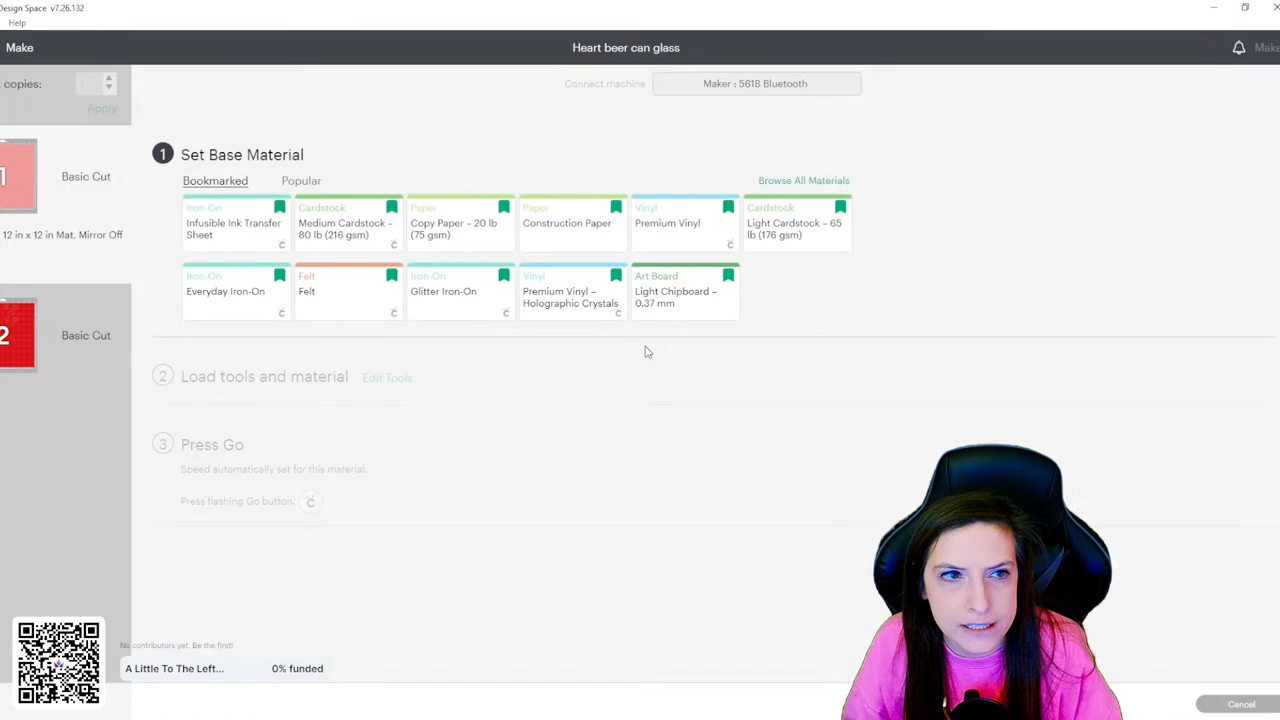 Design Space v7.26.132
Help
Make
Heart beer can glass
Make
copies:
Apply
Connect machine
Maker : 561B Bluetooth
1
Basic Cut
12 in x 12 in Mat, Mirror Off
2
Basic Cut
1 Set Base Material
Bookmarked Popular Browse All Materials
Iron-On
Infusible Ink Transfer
Sheet
Cardstock
Medium Cardstock –
80 lb (216 gsm)
Paper
Copy Paper – 20 lb
(75 gsm)
Paper
Construction Paper
Vinyl
Premium Vinyl
Cardstock
Light Cardstock – 65
lb (176 gsm)
Iron-On
Everyday Iron-On
Felt
Felt
Iron-On
Glitter Iron-On
Vinyl
Premium Vinyl –
Holographic Crystals
Art Board
Light Chipboard –
0.37 mm
2 Load tools and material Edit Tools
3 Press Go
Speed automatically set for this material.
Press flashing Go button.
No contributors yet. Be the first!
A Little To The Left... 0% funded
Cancel